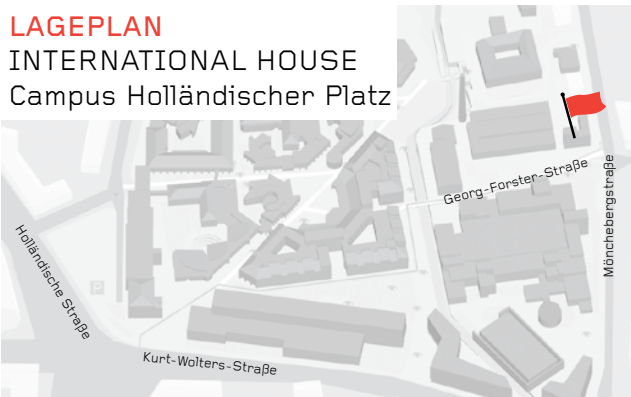 LAGEPLAN
INTERNATIONAL HOUSE
Campus Holländischer Platz
Georg-Forster-Straße
Mönchebergstraße
Holländische Straße
P
Kurt-Wolters-Straße